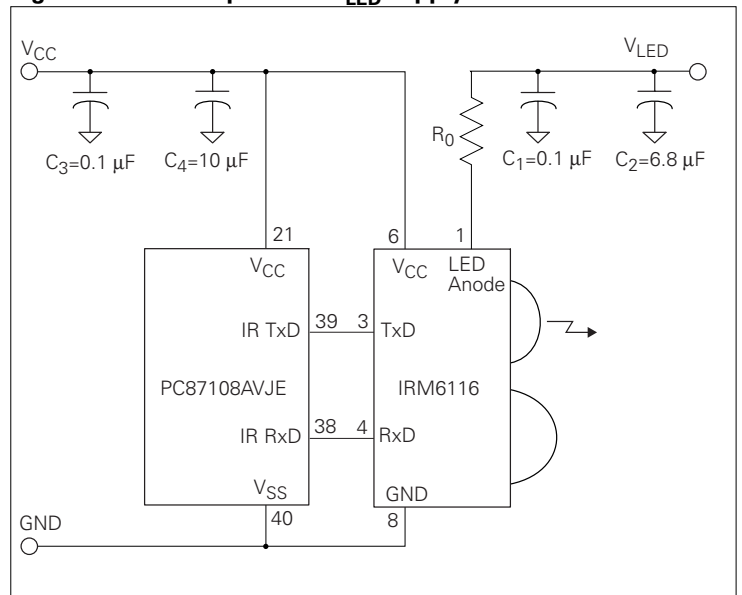 V_CC
V_LED
R_0
C_3=0.1 μF
C_4=10 μF
C_1=0.1 μF
C_2=6.8 μF
21
6
1
V_CC
V_CC
LED
Anode
IR TxD
39
3
TxD
PC87108AVJE
IRM6116
IR RxD
38
4
RxD
V_SS
GND
40
8
GND